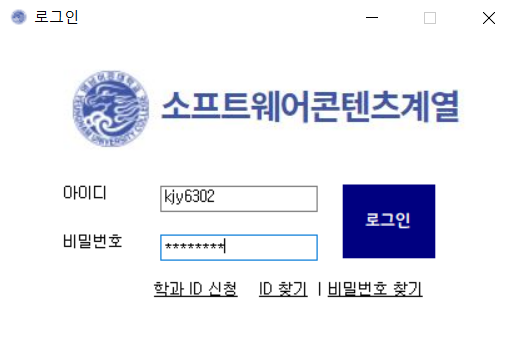 로그인
소프트웨어콘텐츠계열
아이디 kjy6302
로그인
비밀번호 ********
학과 ID 신청 ID 찾기 | 비밀번호 찾기